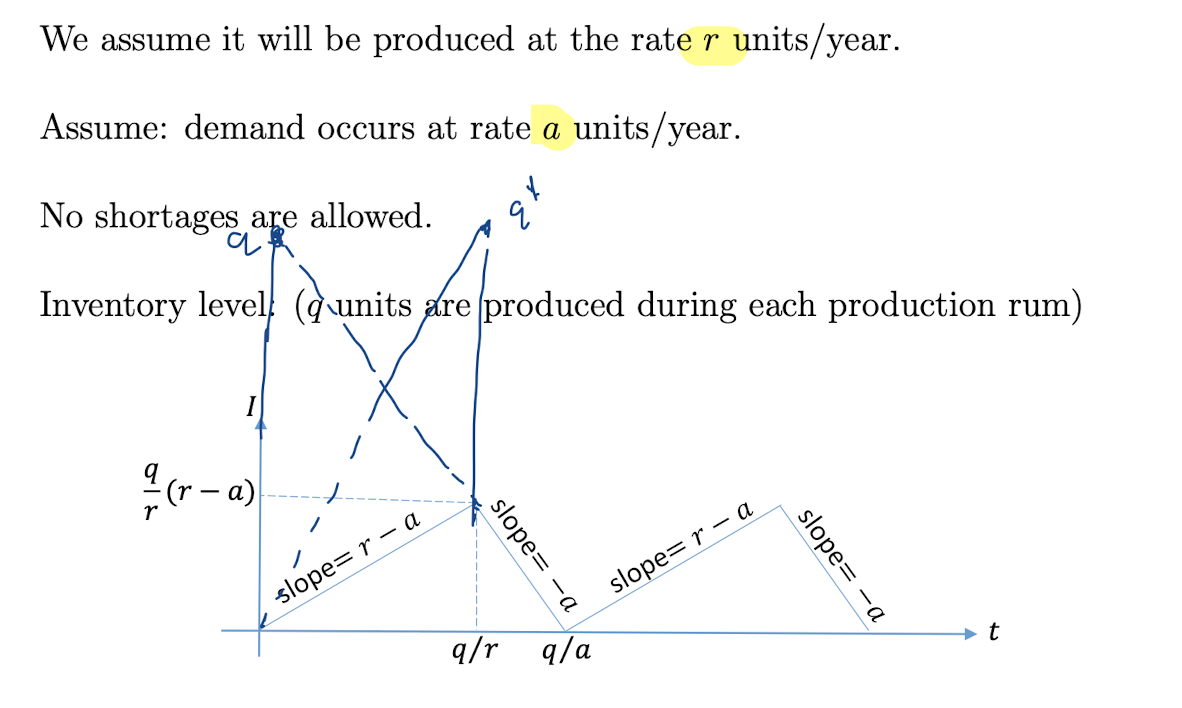 We assume it will be produced at the rate r units/year.
Assume: demand occurs at rate a units/year.
No shortages are allowed.
q
q*
Inventory level: (q units are produced during each production rum)
I
q/r (r − a)
slope= r − a
slope= −a
slope= r − a
slope= −a
t
q/r
q/a